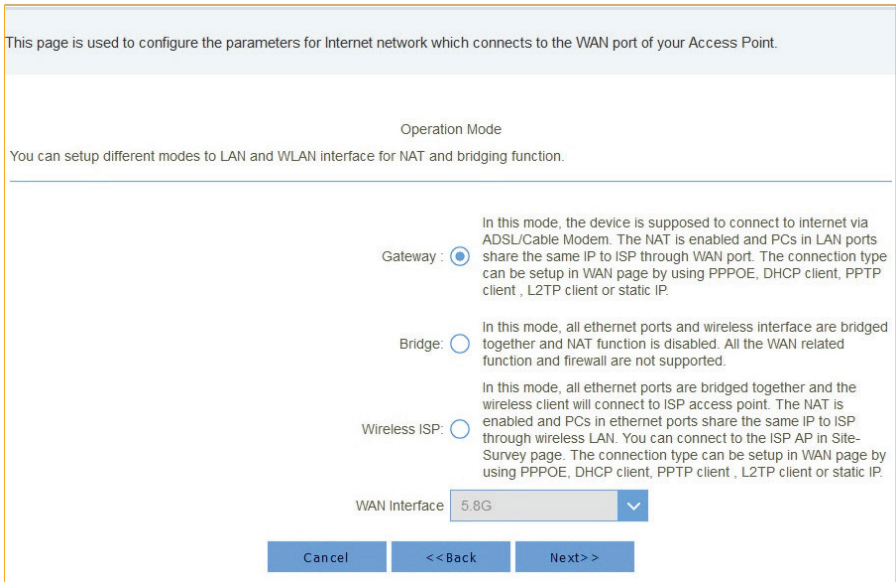 This page is used to configure the parameters for Internet network which connects to the WAN port of your Access Point.
Operation Mode
You can setup different modes to LAN and WLAN interface for NAT and bridging function.
Gateway :
In this mode, the device is supposed to connect to internet via
ADSL/Cable Modem. The NAT is enabled and PCs in LAN ports
share the same IP to ISP through WAN port. The connection type
can be setup in WAN page by using PPPOE, DHCP client, PPTP
client , L2TP client or static IP.
Bridge:
In this mode, all ethernet ports and wireless interface are bridged
together and NAT function is disabled. All the WAN related
function and firewall are not supported.
Wireless ISP:
In this mode, all ethernet ports are bridged together and the
wireless client will connect to ISP access point. The NAT is
enabled and PCs in ethernet ports share the same IP to ISP
through wireless LAN. You can connect to the ISP AP in Site-
Survey page. The connection type can be setup in WAN page by
using PPPOE, DHCP client, PPTP client , L2TP client or static IP.
WAN Interface 5.8G
Cancel <<Back Next>>